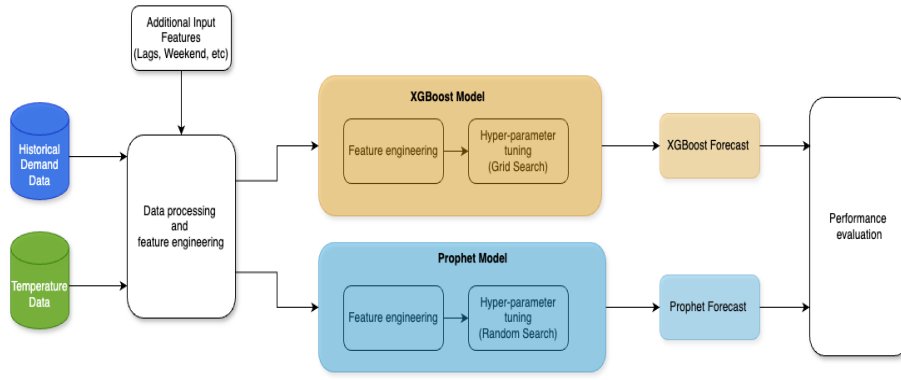 Additional Input
Features
(Lags, Weekend, etc)
Historical
Demand
Data
Temperature
Data
Data processing
and
feature engineering
XGBoost Model
Feature engineering
Hyper-parameter
tuning
(Grid Search)
XGBoost Forecast
Prophet Model
Feature engineering
Hyper-parameter
tuning
(Random Search)
Prophet Forecast
Performance
evaluation